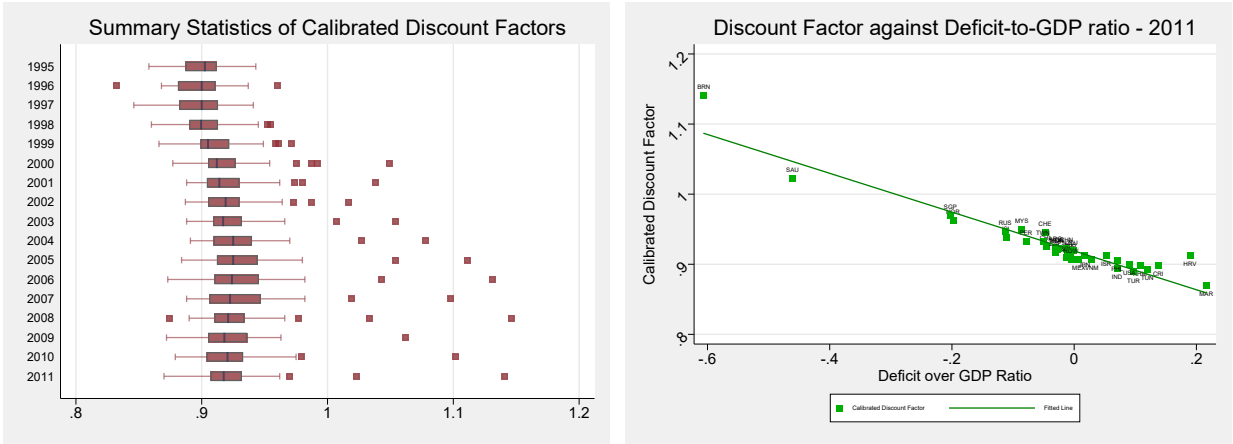 Summary Statistics of Calibrated Discount Factors
1995
1996
1997
1998
1999
2000
2001
2002
2003
2004
2005
2006
2007
2008
2009
2010
2011
.8
.9
1
1.1
1.2
Discount Factor against Deficit-to-GDP ratio - 2011
Calibrated Discount Factor
1.2
1.1
1
.9
.8
BRN
SAU
SGP
RUS
MYS
CHE
ISR
IND
TUR
TUN
CRI
HRV
MAR
-.6
-.4
-.2
0
.2
Deficit over GDP Ratio
Calibrated Discount Factor
Fitted Line